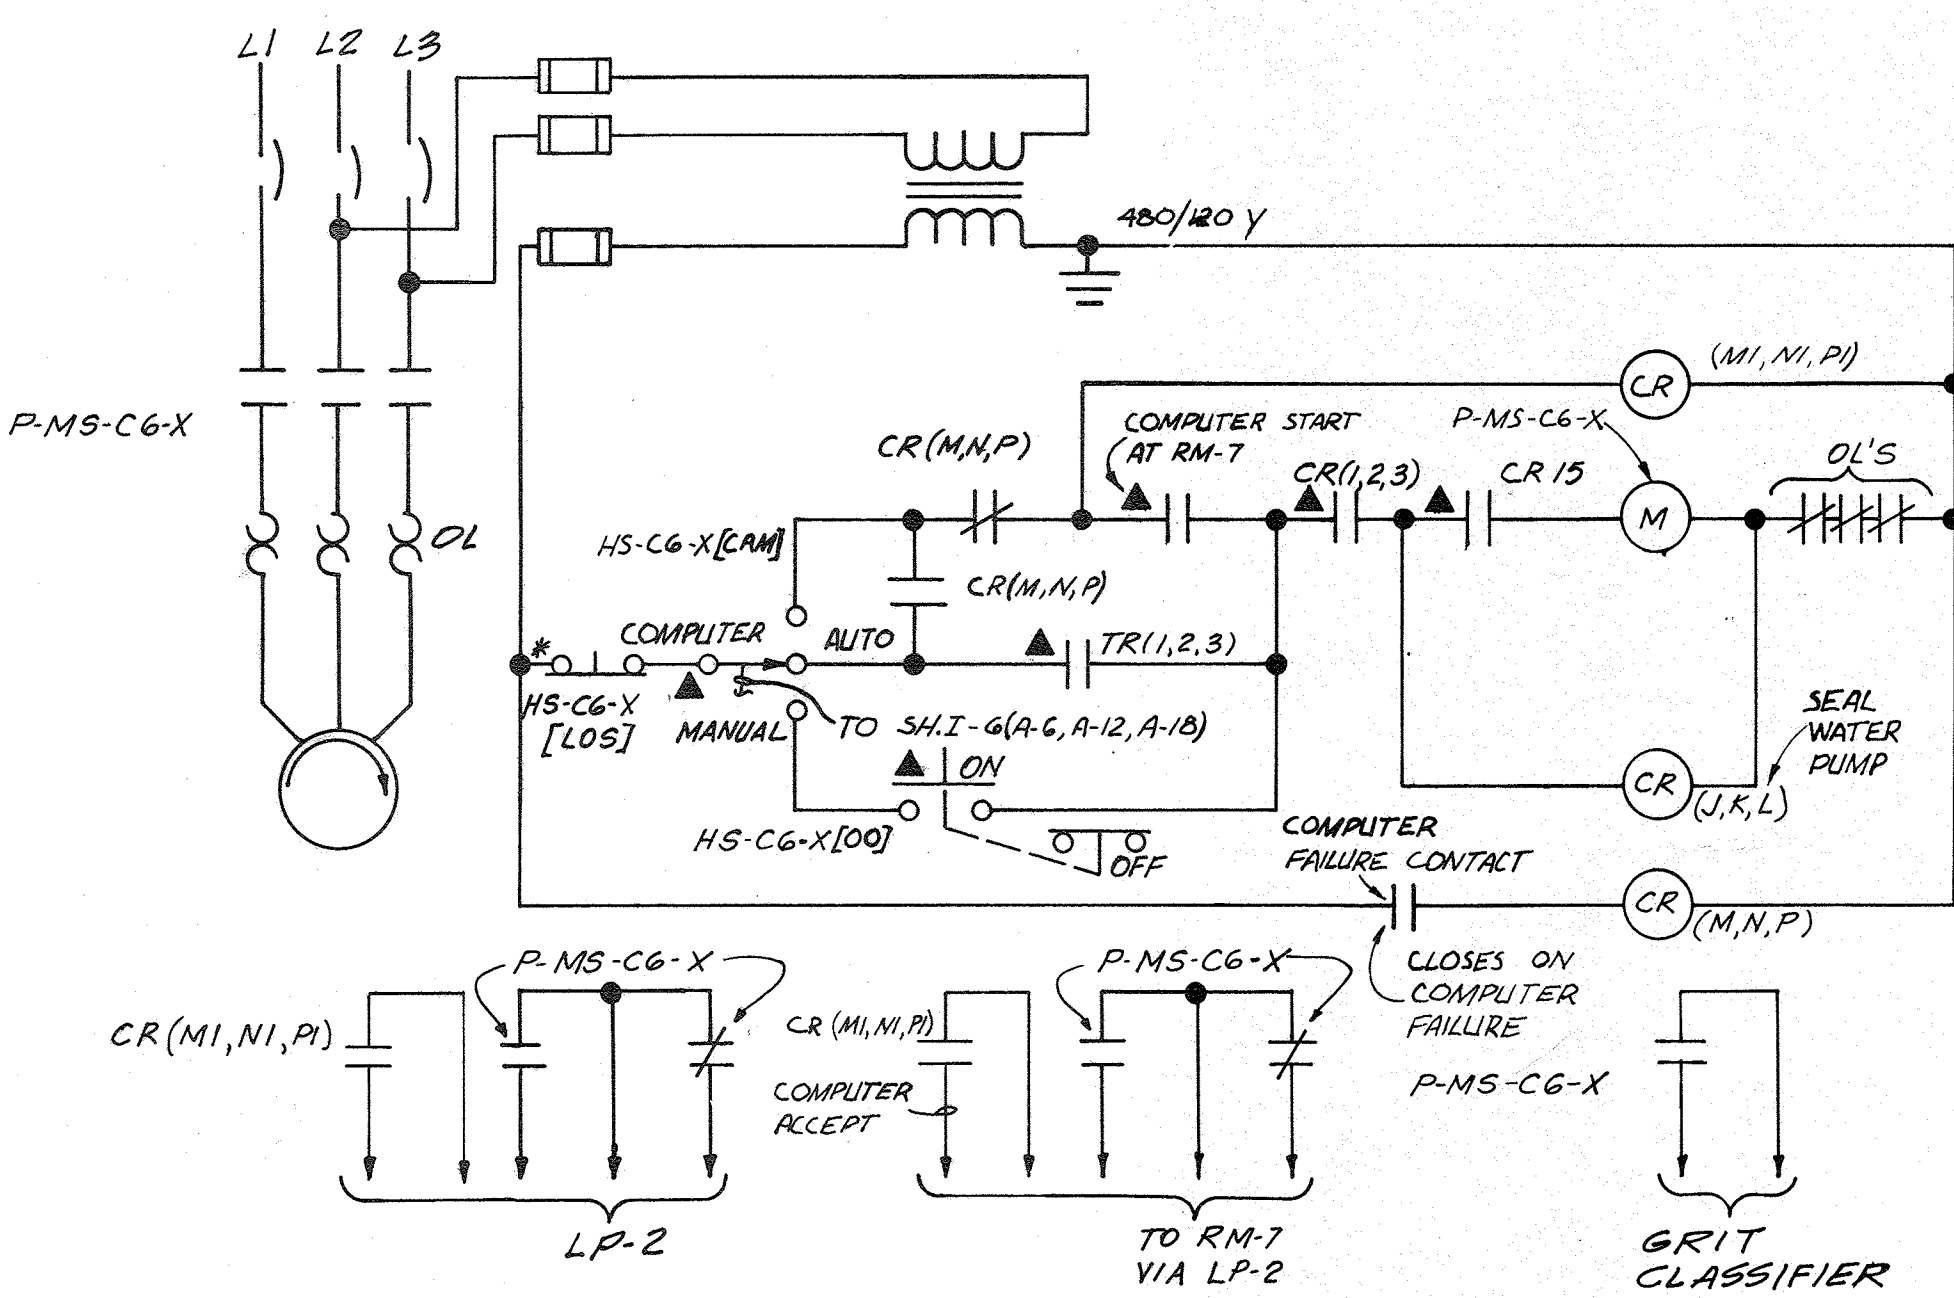 L1 L2 L3
480/120 V
(M1, N1, P1)
CR
P-MS-C6-X
COMPUTER START
AT RM-7
P-MS-C6-X
CR(M,N,P)
CR(1,2,3)
CR 15
OL'S
M
OL
HS-C6-X[CAM]
CR(M,N,P)
*
COMPUTER
AUTO
TR(1,2,3)
HS-C6-X
[LOS]
MANUAL
TO SH.I-6(A-6, A-12, A-18)
SEAL
WATER
PUMP
ON
CR
(J,K,L)
HS-C6-X[OO]
OFF
COMPUTER
FAILURE CONTACT
CR
(M,N,P)
P-MS-C6-X
P-MS-C6-X
CLOSES ON
COMPUTER
FAILURE
CR(M1,N1,P1)
CR(M1,N1,P1)
COMPUTER
ACCEPT
P-MS-C6-X
LP-2
TO RM-7
VIA LP-2
GRIT
CLASSIFIER